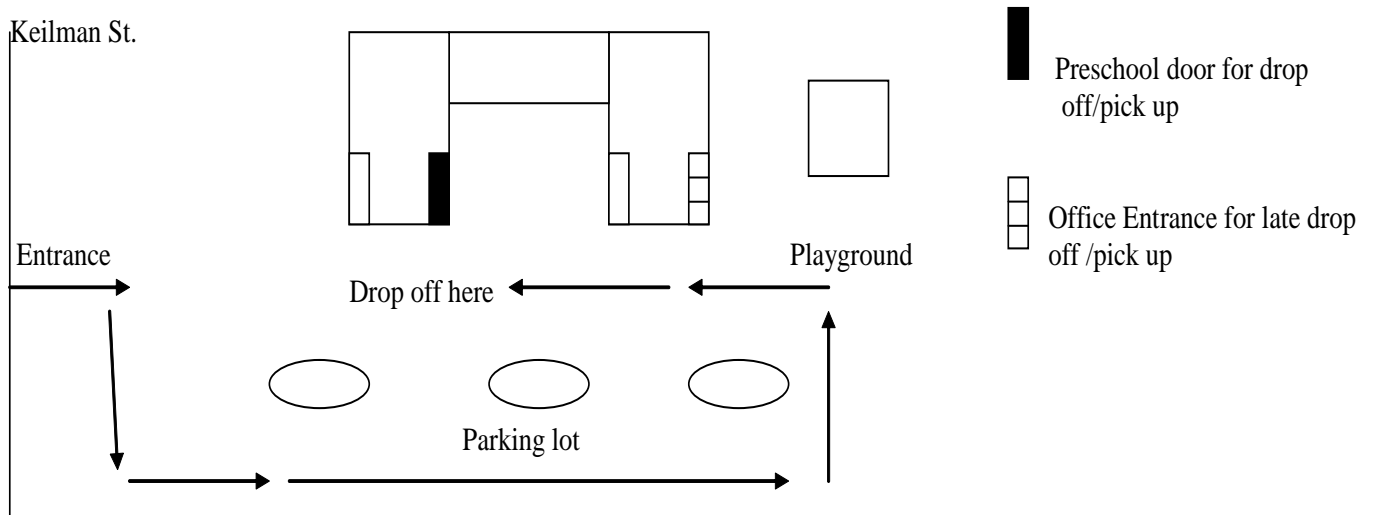 Keilman St.
Preschool door for drop
off/pick up
Office Entrance for late drop
off /pick up
Entrance
Playground
Drop off here
Parking lot